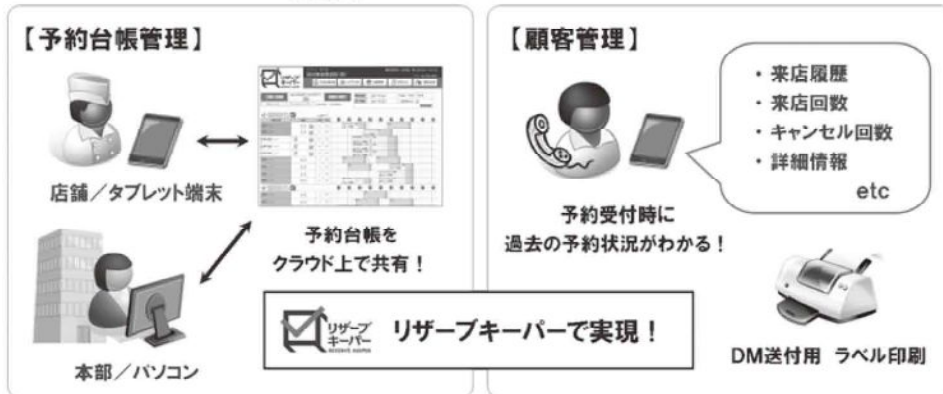 【予約台帳管理】
店舗／タブレット端末
予約台帳を
クラウド上で共有！
本部／パソコン
【顧客管理】
・来店履歴
・来店回数
・キャンセル回数
・詳細情報
etc
予約受付時に
過去の予約状況がわかる！
DM送付用 ラベル印刷
リザーブ
キーパー
RESERVE KEEPER
リザーブキーパーで実現！